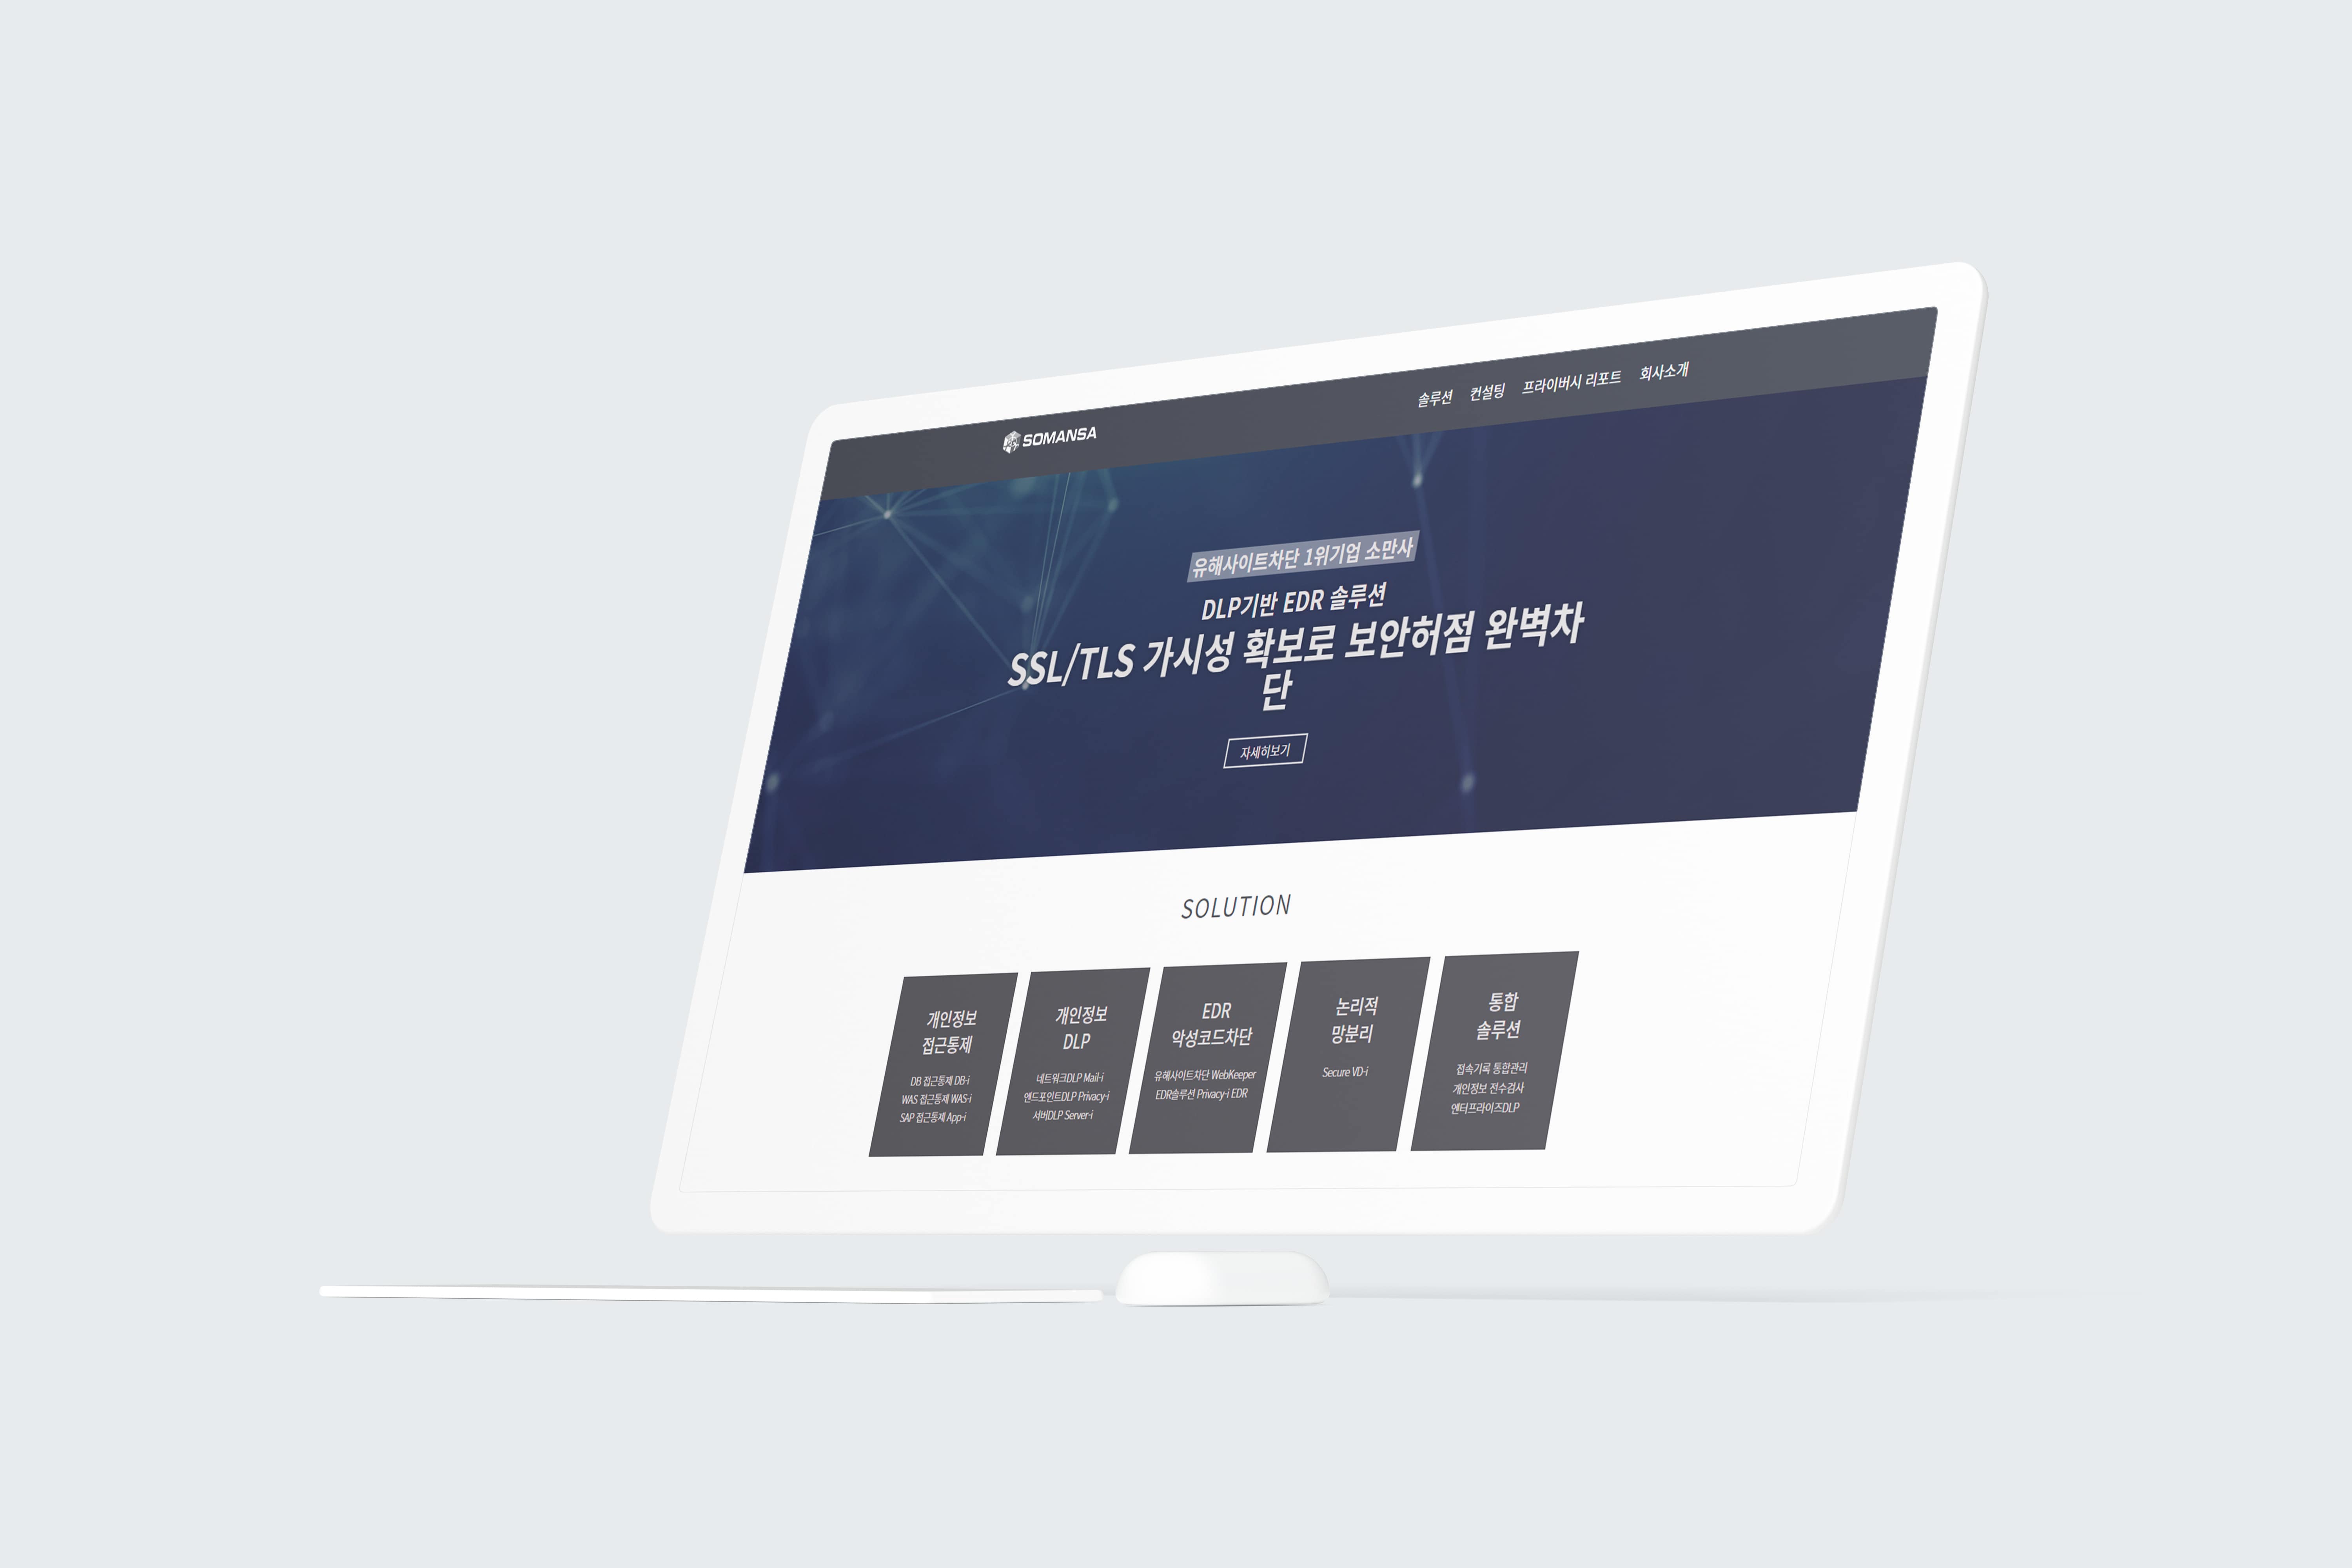 SOMANSA
솔루션 컨설팅 프라이버시 리포트 회사소개
유해사이트차단 1위기업 소만사
DLP기반 EDR 솔루션
SSL/TLS 가시성 확보로 보안허점 완벽차
단
자세히보기
SOLUTION
개인정보
접근통제
DB 접근통제 DB-i
WAS 접근통제 WAS-i
SAP 접근통제 App-i
개인정보
DLP
네트워크DLP Mail-i
엔드포인트DLP Privacy-i
서버DLP Server-i
EDR
악성코드차단
유해사이트차단 WebKeeper
EDR솔루션 Privacy-i EDR
논리적
망분리
Secure VD-i
통합
솔루션
접속기록 통합관리
개인정보 전수검사
엔터프라이즈DLP